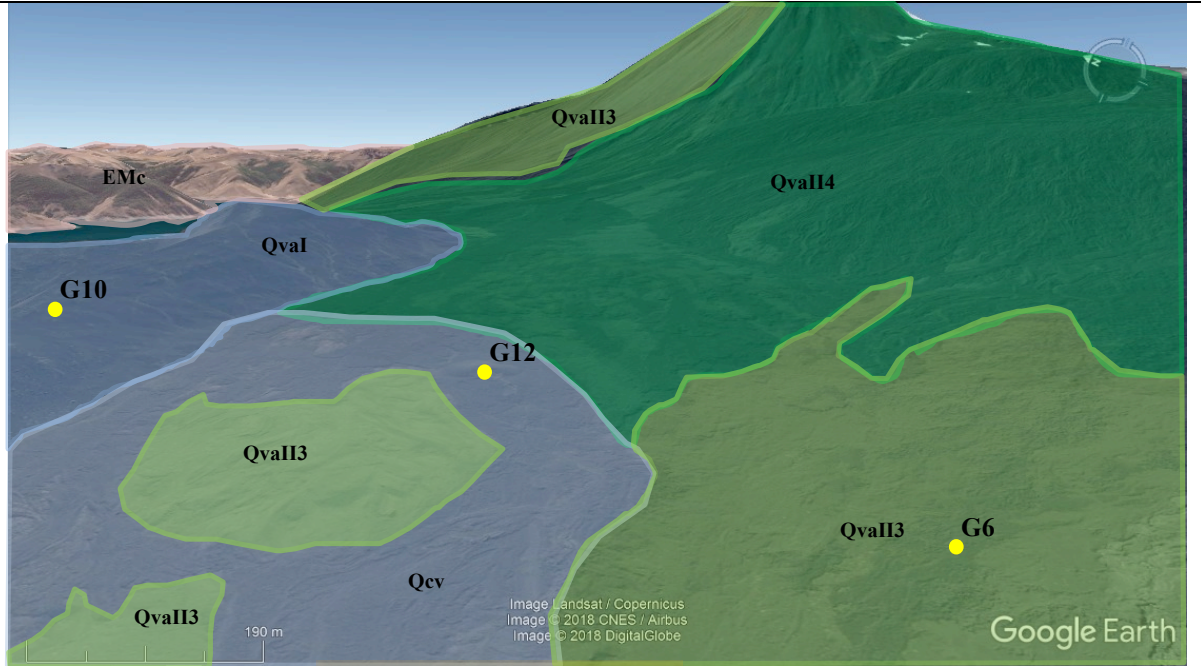 N
QvaII3
EMc
QvaII4
QvaI
G10
G12
QvaII3
QvaII3
G6
Qcv
QvaII3
190 m
Image Landsat / Copernicus
Image © 2018 CNES / Airbus
Image © 2018 DigitalGlobe
Google Earth